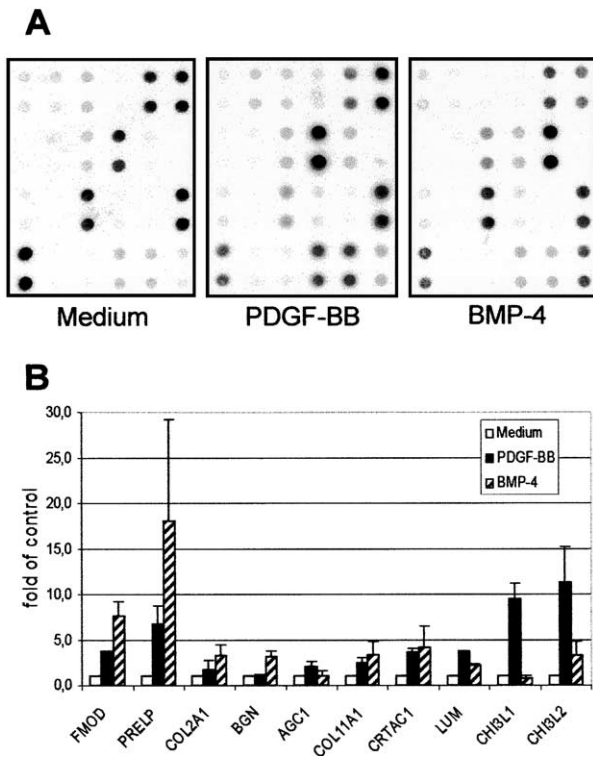 A
Medium PDGF-BB BMP-4
B
30,0
25,0
20,0
15,0
10,0
5,0
0,0
fold of control
Medium
PDGF-BB
BMP-4
FMOD PRELP COL2A1 BGN AGC1 COL11A1 CRTAC1 LUM CHI3L1 CHI3L2